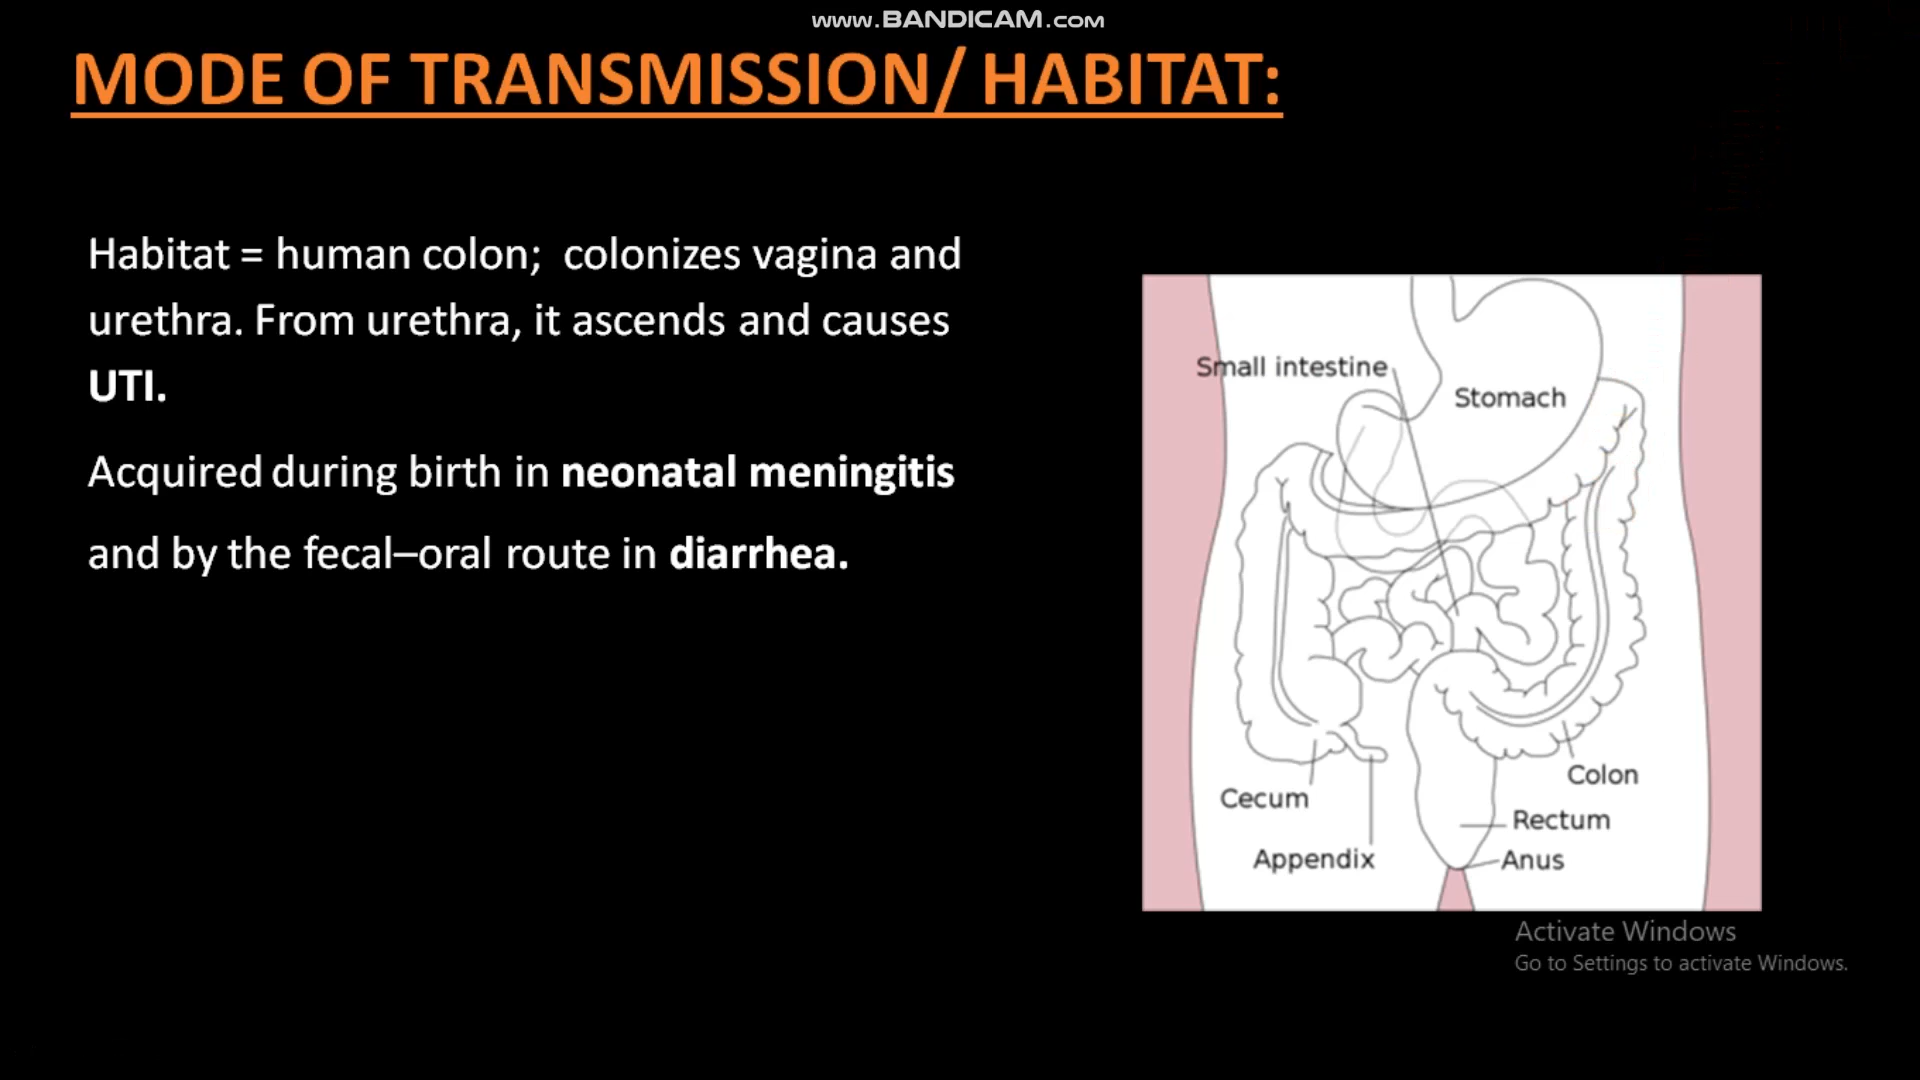 www.BANDICAM.com
MODE OF TRANSMISSION/ HABITAT:
Habitat = human colon;  colonizes vagina and
urethra. From urethra, it ascends and causes
UTI.
Acquired during birth in neonatal meningitis
and by the fecal–oral route in diarrhea.
Small intestine
Stomach
Colon
Cecum
Rectum
Appendix
Anus
Activate Windows
Go to Settings to activate Windows.